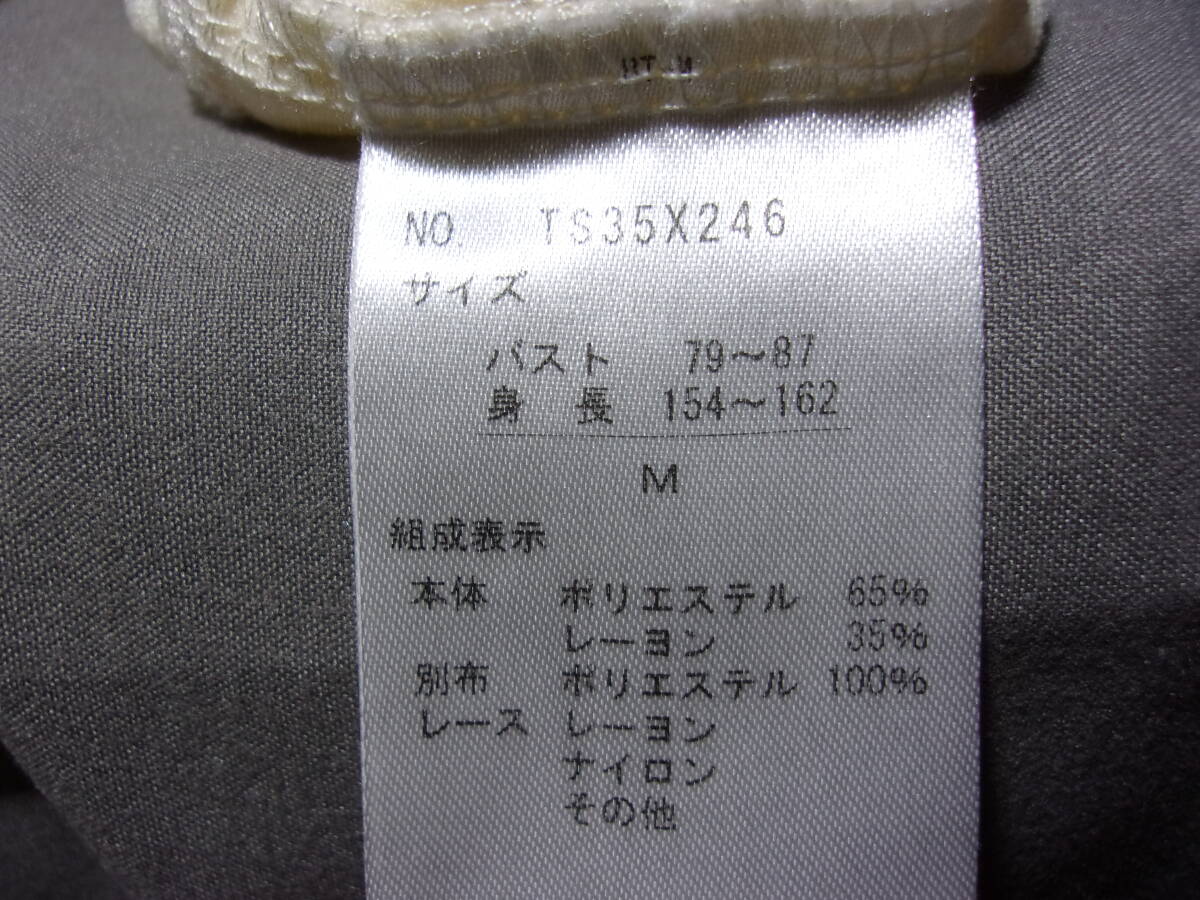 NO. TS35X246
サイズ
バスト 79〜87
身長 154〜162
M
組成表示
本体 ポリエステル 65%
レーヨン 35%
別布 ポリエステル 100%
レース レーヨン
ナイロン
その他